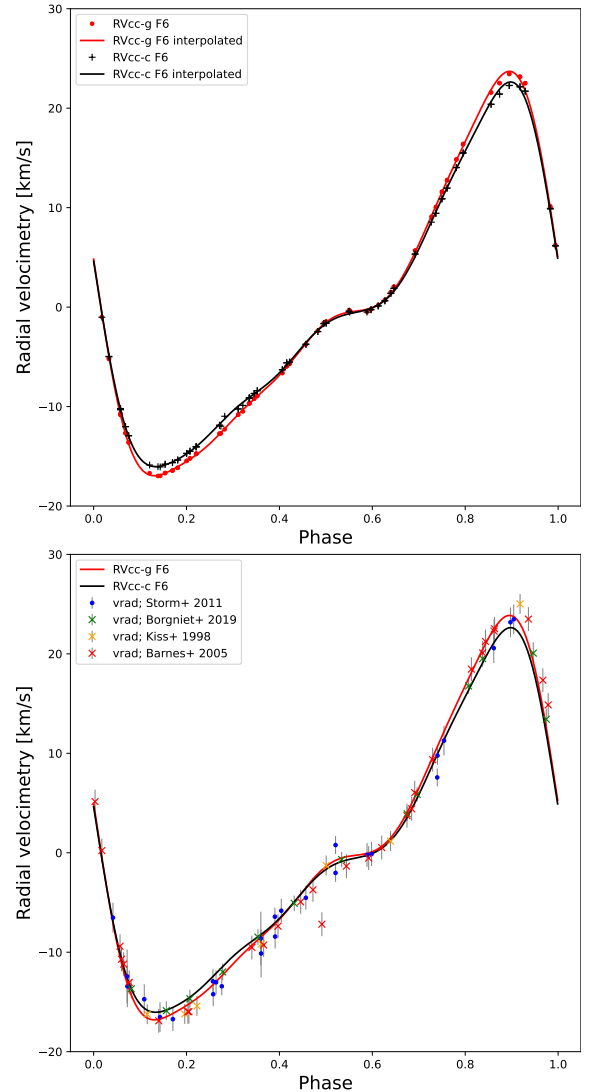 30
20
10
0
−10
−20
Radial velocimetry [km/s]
RVcc-g F6
RVcc-g F6 interpolated
RVcc-c F6
RVcc-c F6 interpolated
0.0 0.2 0.4 0.6 0.8 1.0
Phase
30
20
10
0
−10
−20
Radial velocimetry [km/s]
RVcc-g F6
RVcc-c F6
vrad; Storm+ 2011
vrad; Borgniet+ 2019
vrad; Kiss+ 1998
vrad; Barnes+ 2005
0.0 0.2 0.4 0.6 0.8 1.0
Phase